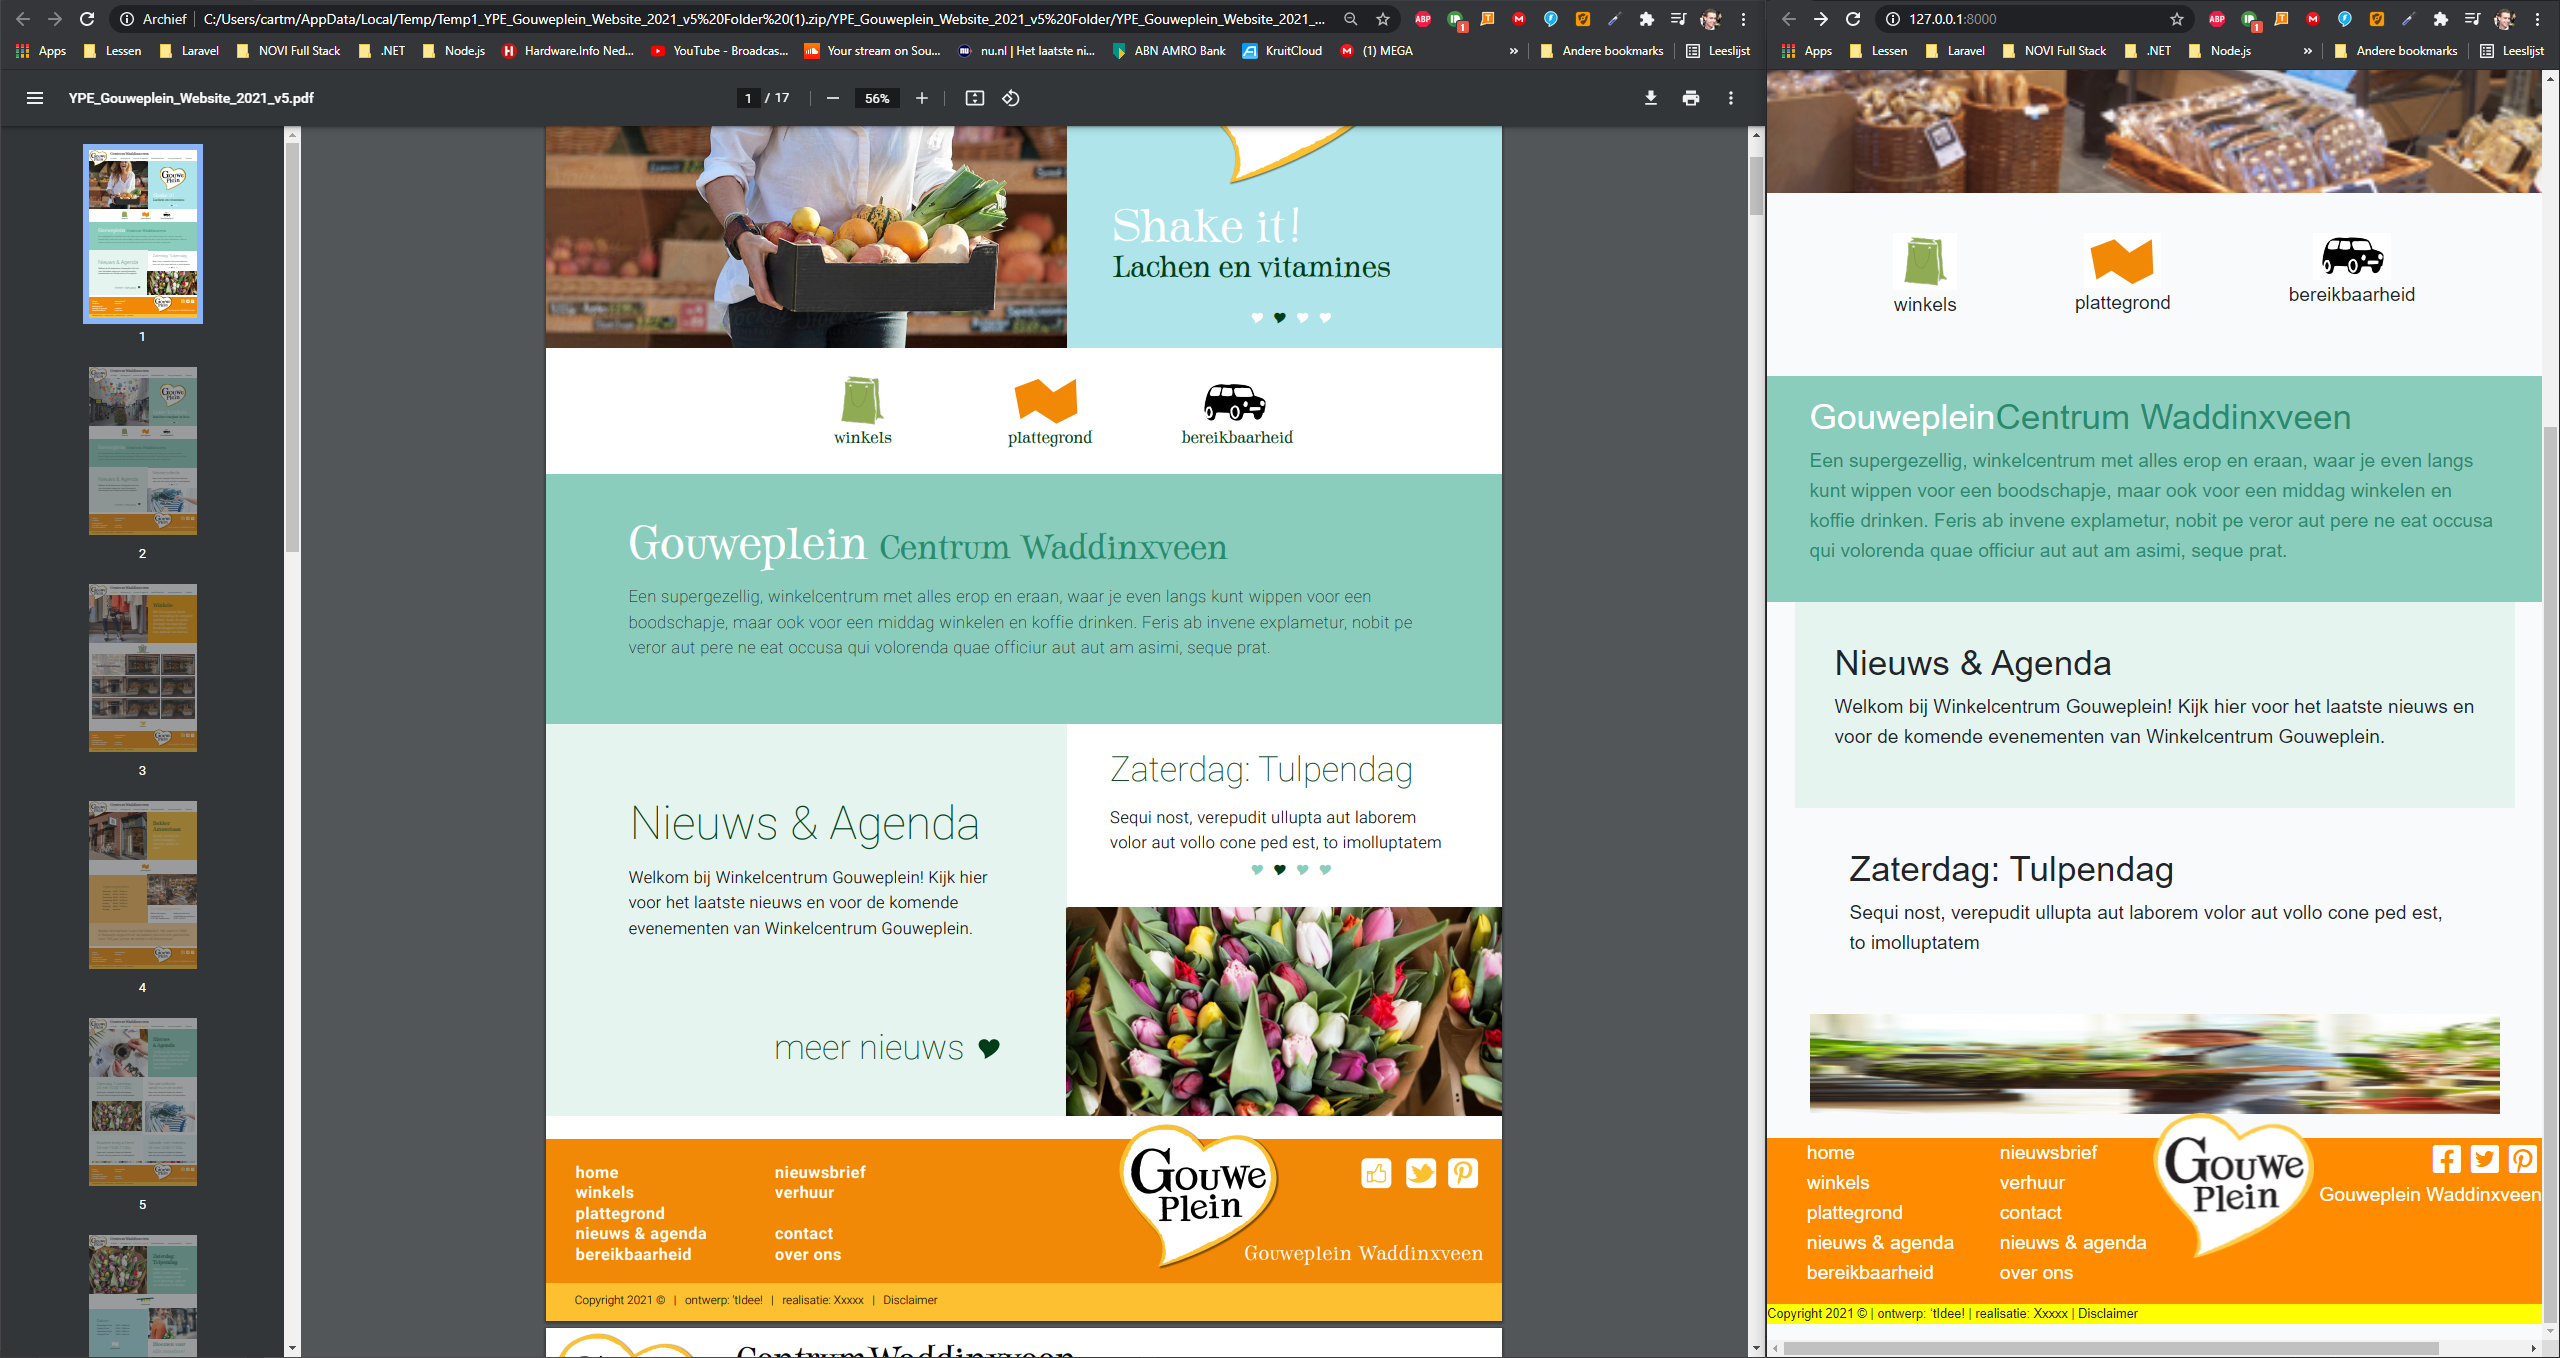 Archief
C:/Users/cartm/AppData/Local/Temp/Temp1_YPE_Gouweplein_Website_2021_v5%20Folder%20(1).zip/YPE_Gouweplein_Website_2021_v5%20Folder/YPE_Gouweplein_Website_2021_...
Apps Lessen Laravel NOVI Full Stack .NET Node.js Hardware.Info Ned... YouTube - Broadcas... Your stream on Sou... nu.nl | Het laatste ni... ABN AMRO Bank KruitCloud (1) MEGA » Andere bookmarks Leeslijst
YPE_Gouweplein_Website_2021_v5.pdf
1 / 17
56%
1
2
3
4
5
Shake it!
Lachen en vitamines
winkels plattegrond bereikbaarheid
Gouweplein Centrum Waddinxveen
Een supergezellig, winkelcentrum met alles erop en eraan, waar je even langs kunt wippen voor een
boodschapje, maar ook voor een middag winkelen en koffie drinken. Feris ab invene explametur, nobit pe
veror aut pere ne eat occusa qui volorenda quae officiur aut aut am asimi, seque prat.
Nieuws & Agenda
Welkom bij Winkelcentrum Gouweplein! Kijk hier
voor het laatste nieuws en voor de komende
evenementen van Winkelcentrum Gouweplein.
meer nieuws
Zaterdag: Tulpendag
Sequi nost, verepudit ullupta aut laborem
volor aut vollo cone ped est, to imolluptatem
home
winkels
plattegrond
nieuws & agenda
bereikbaarheid
nieuwsbrief
verhuur
contact
over ons
Gouwe
Plein
Gouweplein Waddinxveen
Copyright 2021 © | ontwerp: 'tIdee! | realisatie: Xxxxx | Disclaimer
Centrum Waddinxveen
127.0.0.1:8000
Apps Lessen Laravel NOVI Full Stack .NET Node.js » Andere bookmarks Leeslijst
winkels plattegrond bereikbaarheid
GouwepleinCentrum Waddinxveen
Een supergezellig, winkelcentrum met alles erop en eraan, waar je even langs
kunt wippen voor een boodschapje, maar ook voor een middag winkelen en
koffie drinken. Feris ab invene explametur, nobit pe veror aut pere ne eat occusa
qui volorenda quae officiur aut aut am asimi, seque prat.
Nieuws & Agenda
Welkom bij Winkelcentrum Gouweplein! Kijk hier voor het laatste nieuws en
voor de komende evenementen van Winkelcentrum Gouweplein.
Zaterdag: Tulpendag
Sequi nost, verepudit ullupta aut laborem volor aut vollo cone ped est,
to imolluptatem
home
winkels
plattegrond
nieuws & agenda
bereikbaarheid
nieuwsbrief
verhuur
contact
nieuws & agenda
over ons
Gouwe
Plein
Gouweplein Waddinxveen
Copyright 2021 © | ontwerp: 'tIdee! | realisatie: Xxxxx | Disclaimer